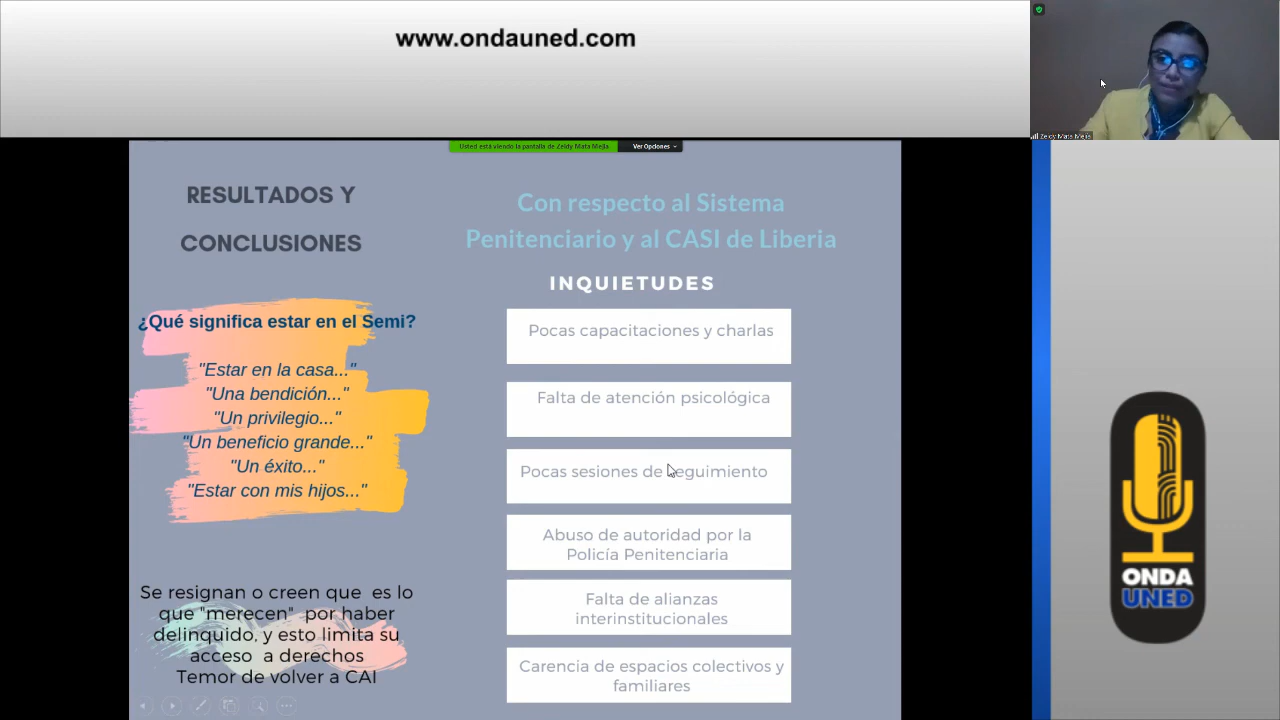 www.ondauned.com
Zeidy Mata Mejia
Usted está viendo la pantalla de Zeidy Mata Mejia
Ver Opciones
RESULTADOS Y
CONCLUSIONES
¿Qué significa estar en el Semi?
"Estar en la casa..."
"Una bendición..."
"Un privilegio..."
"Un beneficio grande..."
"Un éxito..."
"Estar con mis hijos..."
Se resignan o creen que es lo
que "merecen" por haber
delinquido, y esto limita su
acceso a derechos
Temor de volver a CAI
Con respecto al Sistema
Penitenciario y al CASI de Liberia
INQUIETUDES
Pocas capacitaciones y charlas
Falta de atención psicológica
Pocas sesiones de seguimiento
Abuso de autoridad por la
Policía Penitenciaria
Falta de alianzas
interinstitucionales
Carencia de espacios colectivos y
familiares
ONDA
UNED